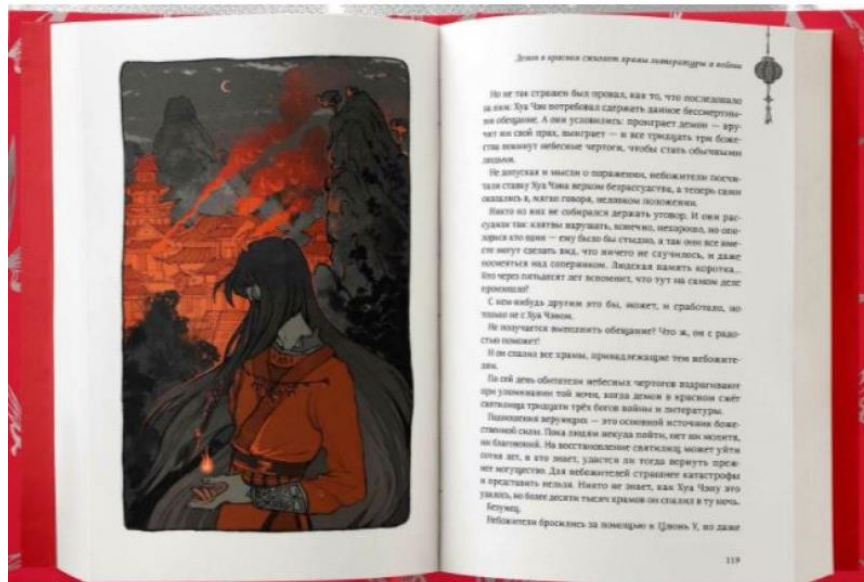 Демон в красном сжигает храмы литературы и войны
Но не так страшен был провал, как то, что последовало
за ним: Хуа Чэн потребовал сдержать данное бессмертны-
ми обещание. А они условились: проиграет демон — вру-
чит им свой прах, выиграет — и все тридцать три боже-
ства покинут небесные чертоги, чтобы стать обычными
людьми.
Не допуская и мысли о поражении, небожители посчи-
тали ставку Хуа Чэна верхом безрассудства, а теперь сами
оказались в, мягко говоря, неловком положении.
Никто из них не собирался держать уговор. И они рас-
судили так: клятвы нарушать, конечно, нехорошо, но опо-
зорься кто один — ему было бы стыдно, а так они все вме-
сте могут сделать вид, что ничего не случилось, и даже
посмеяться над соперником. Людская память коротка...
Кто через пятьдесят лет вспомнит, что тут на самом деле
произошло?
С кем-нибудь другим это бы, может, и сработало, но
только не с Хуа Чэном.
Не получается выполнить обещание? Что ж, он с радо-
стью поможет!
И он спалил все храмы, принадлежащие тем небожите-
лям.
По сей день обитатели небесных чертогов вздрагивают
при упоминании той ночи, когда демон в красном сжёг
святилища тридцати трёх богов войны и литературы.
Подношения верующих — это основной источник боже-
ственной силы. Пока людям некуда пойти, нет ни молитв,
ни благовоний. На восстановление святилищ может уйти
сотня лет, и кто знает, удастся ли тогда вернуть преж-
нее могущество. Для небожителей страшнее катастрофы
и представить нельзя. Никто не знает, как Хуа Чэну это
удалось, но более десяти тысяч храмов он спалил в ту ночь.
Безумец.
Небожители бросились за помощью к Цзюнь У, но даже
119